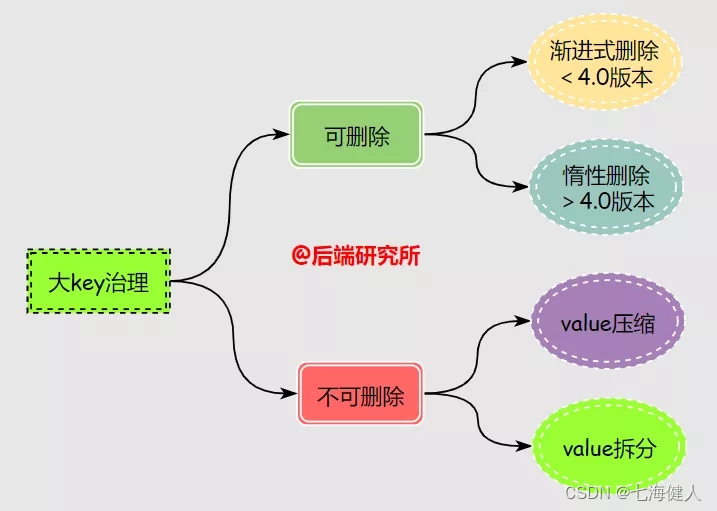 渐进式删除
< 4.0版本
可删除
惰性删除
> 4.0版本
@后端研究所
大key治理
value压缩
不可删除
value拆分
CSDN @七海健人